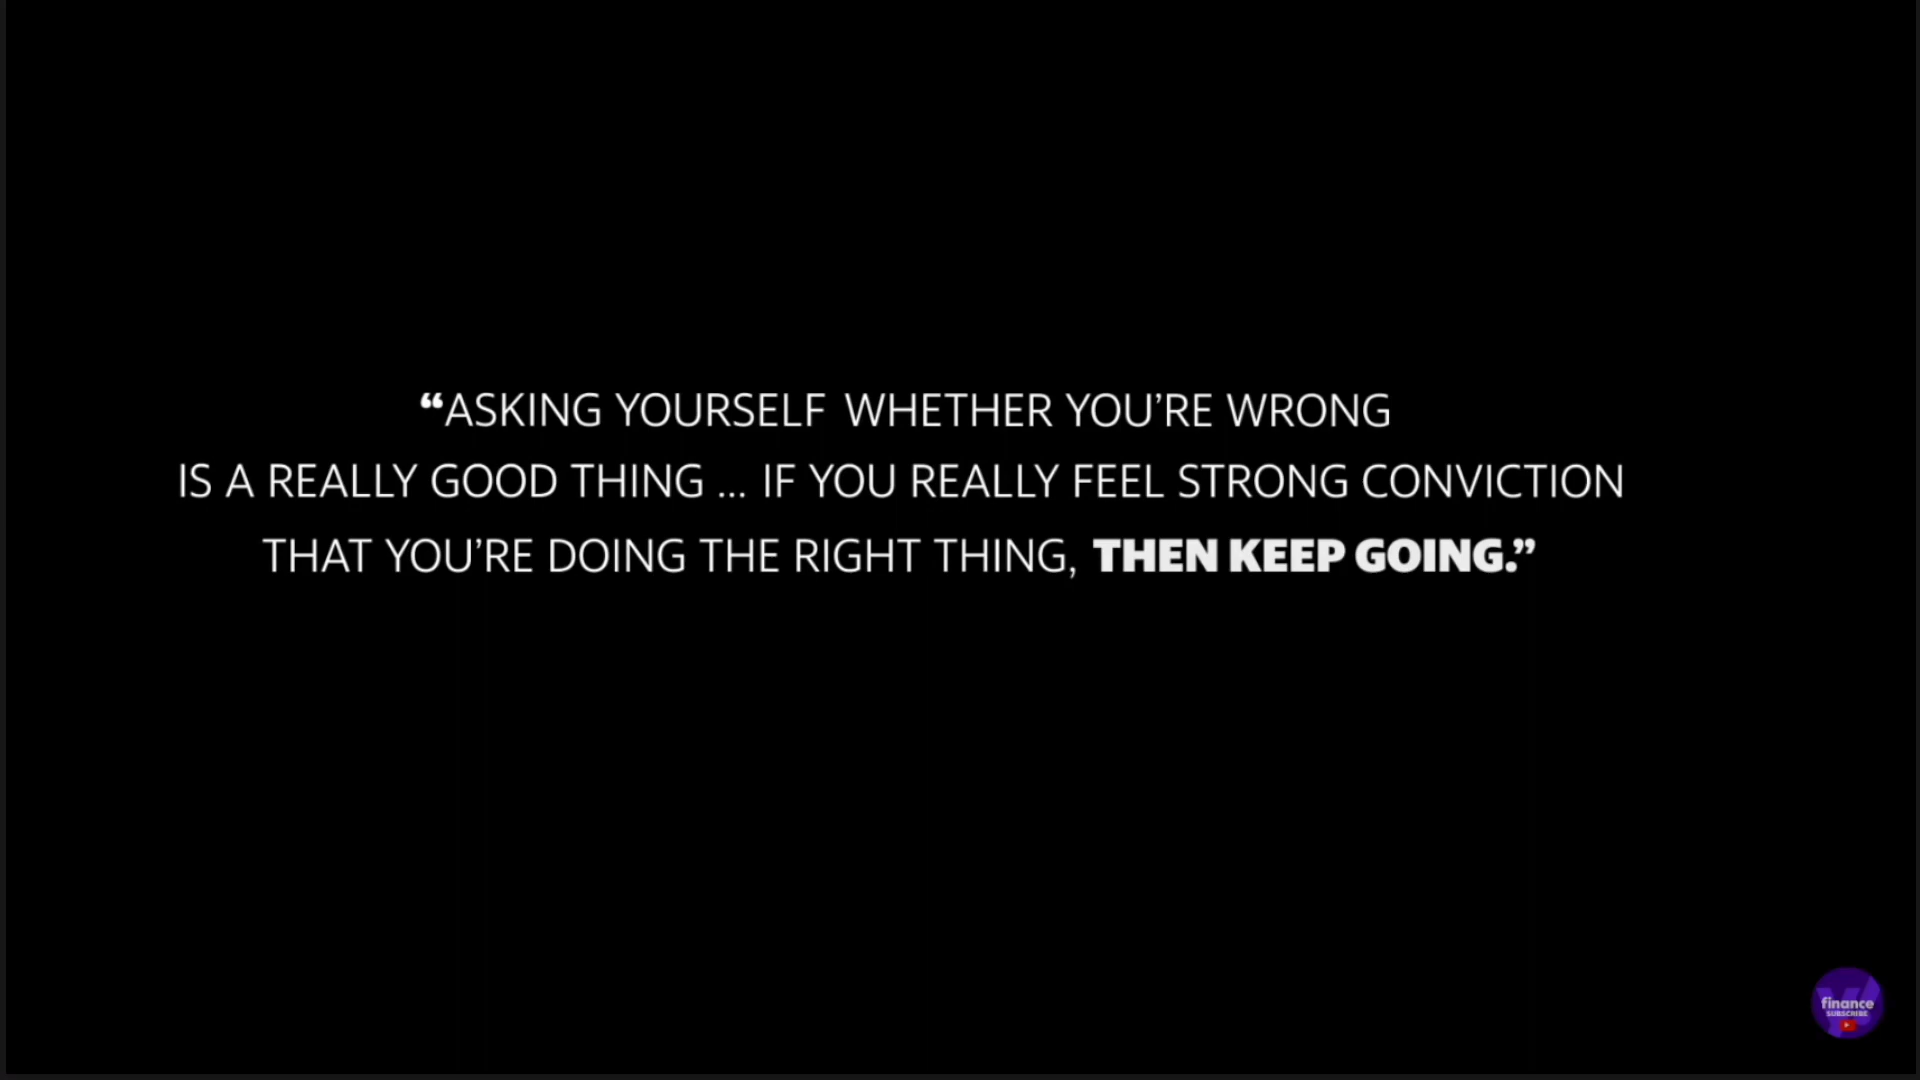 “ASKING YOURSELF WHETHER YOU’RE WRONG
IS A REALLY GOOD THING ... IF YOU REALLY FEEL STRONG CONVICTION
THAT YOU’RE DOING THE RIGHT THING, THEN KEEP GOING.”
finance
SUBSCRIBE